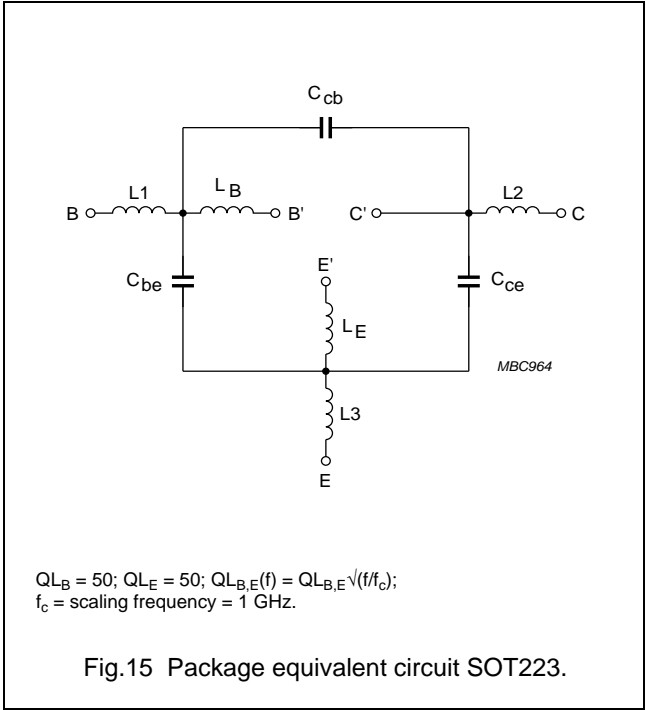 C cb
L1
L B
L2
B
B'
C'
C
E'
C be
C ce
L E
MBC964
L3
E
QL B = 50; QL E = 50; QL B,E (f) = QL B,E √(f/f c );
f c = scaling frequency = 1 GHz.
Fig.15 Package equivalent circuit SOT223.